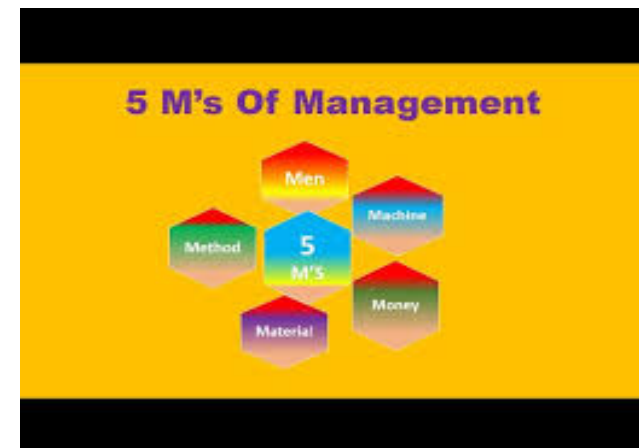 5 M's Of Management
Men
Machine
Method
5
M'S
Money
Material